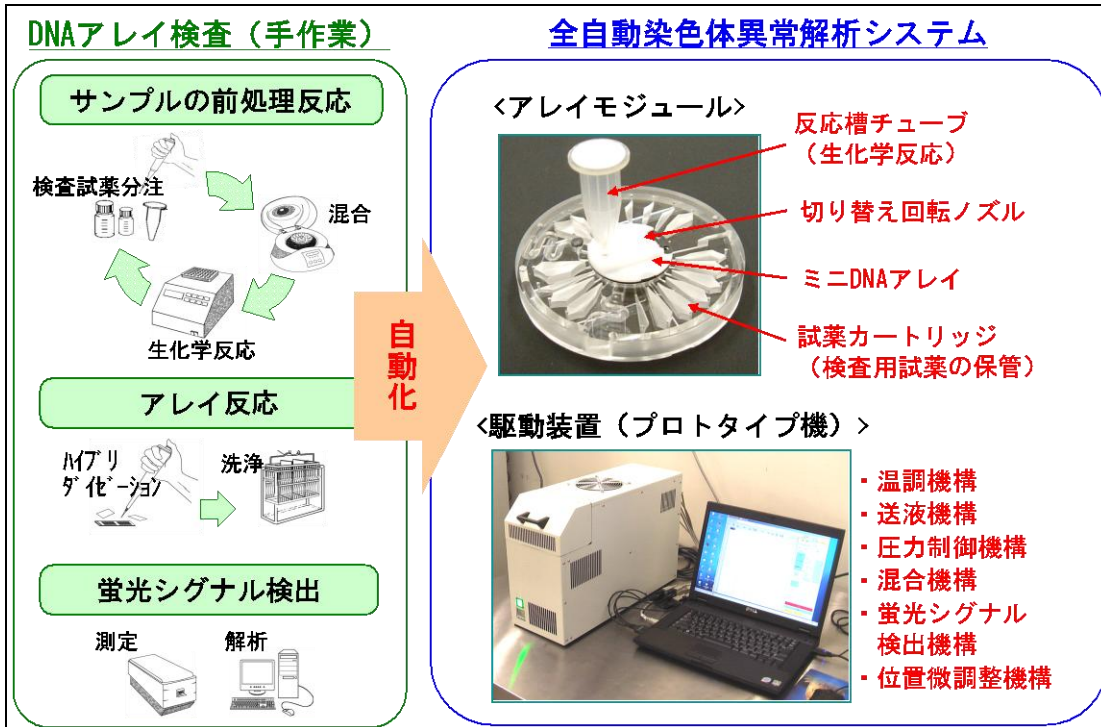 DNAアレイ検査（手作業）
サンプルの前処理反応
検査試薬分注
混合
生化学反応
アレイ反応
ﾊｲﾌﾞﾘ
ﾀﾞｲｾﾞｰｼｮﾝ
洗浄
蛍光シグナル検出
測定
解析
自動化
全自動染色体異常解析システム
<アレイモジュール>
反応槽チューブ
（生化学反応）
切り替え回転ノズル
ミニDNAアレイ
試薬カートリッジ
（検査用試薬の保管）
<駆動装置（プロトタイプ機）>
・温調機構
・送液機構
・圧力制御機構
・混合機構
・蛍光シグナル
検出機構
・位置微調整機構